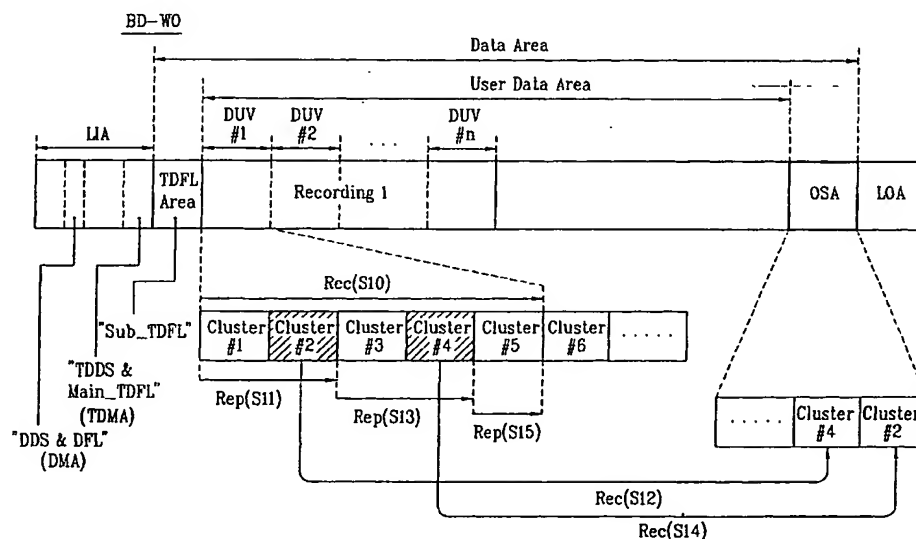 BD-WO
Data Area
User Data Area
LIA
DUV #1
DUV #2
. . . .
DUV #n
TDFL Area
Recording 1
OSA
LOA
Rec(S10)
"Sub_TDFL"
"TDDS & Main_TDFL" (TDMA)
"DDS & DFL" (DMA)
Cluster #1
Cluster #2
Cluster #3
Cluster #4
Cluster #5
Cluster #6
. . . . .
Rep(S11)
Rep(S13)
Rep(S15)
. . . . .
Cluster #4
Cluster #2
Rec(S12)
Rec(S14)